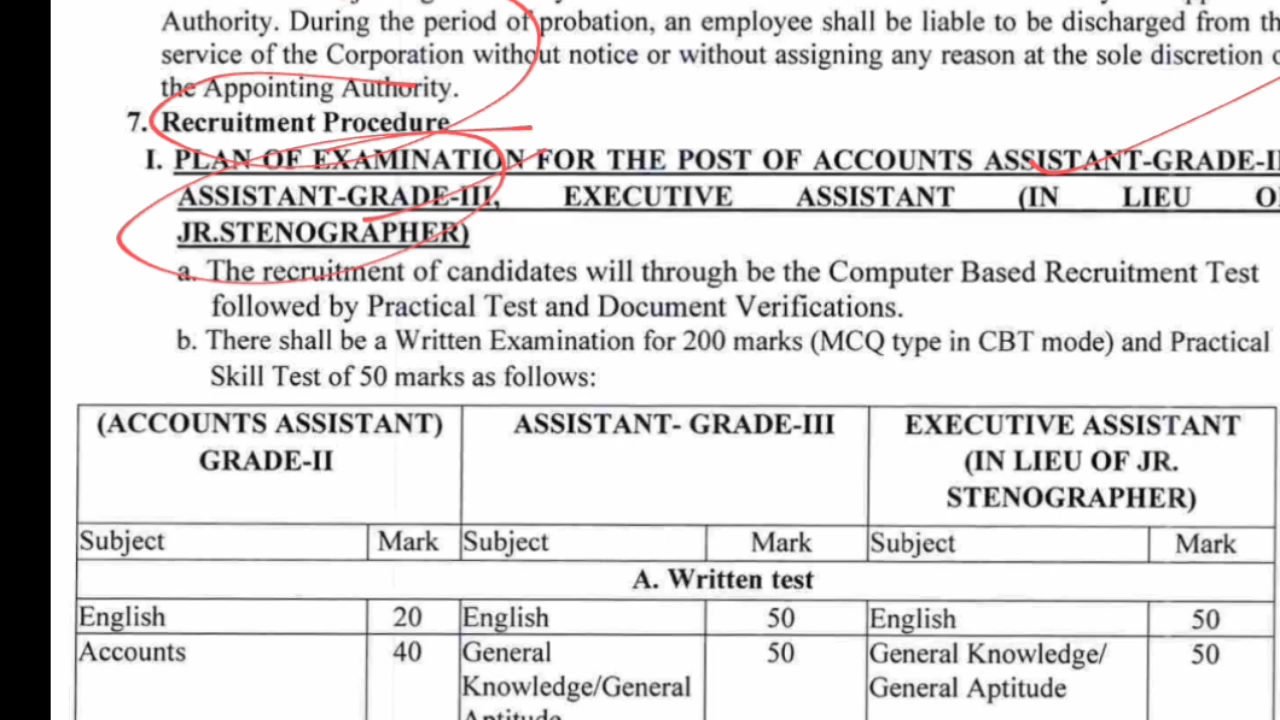 Authority. During the period of probation, an employee shall be liable to be discharged from
service of the Corporation without notice or without assigning any reason at the sole discretion
the Appointing Authority.
7. Recruitment Procedure
I. PLAN OF EXAMINATION FOR THE POST OF ACCOUNTS ASSISTANT-GRADE-II
ASSISTANT-GRADE-III, EXECUTIVE ASSISTANT (IN LIEU
JR.STENOGRAPHER)
a. The recruitment of candidates will through be the Computer Based Recruitment Test
followed by Practical Test and Document Verifications.
b. There shall be a Written Examination for 200 marks (MCQ type in CBT mode) and Practical
Skill Test of 50 marks as follows:
(ACCOUNTS ASSISTANT) ASSISTANT- GRADE-III EXECUTIVE ASSISTANT
GRADE-II (IN LIEU OF JR.
STENOGRAPHER)
Subject Mark Subject Mark Subject Mark
A. Written test
English 20 English 50 English 50
Accounts 40 General 50 General Knowledge/ 50
Knowledge/General General Aptitude
Aptitude